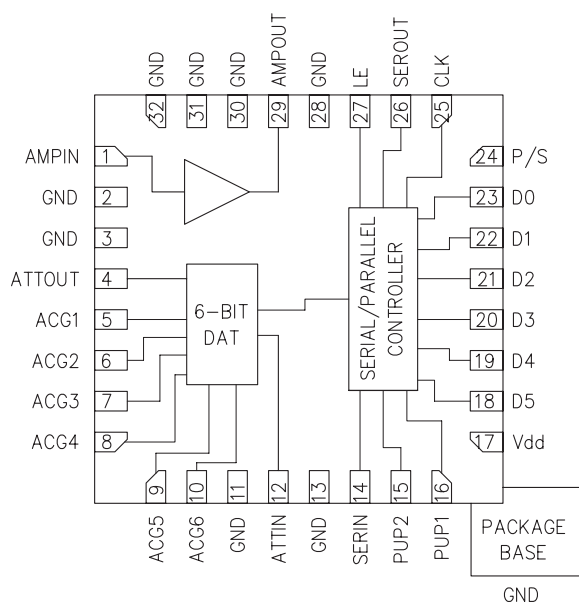 GND
GND
GND
AMPOUT
GND
LE
SEROUT
CLK
32
31
30
29
28
27
26
25
AMPIN
1
GND
2
GND
3
ATTOUT
4
ACG1
5
ACG2
6
ACG3
7
ACG4
8
6-BIT
DAT
SERIAL/PARALLEL
CONTROLLER
24
P/S
23
D0
22
D1
21
D2
20
D3
19
D4
18
D5
17
Vdd
9
10
11
12
13
14
15
16
ACG5
ACG6
GND
ATTIN
GND
SERIN
PUP2
PUP1
PACKAGE
BASE
GND